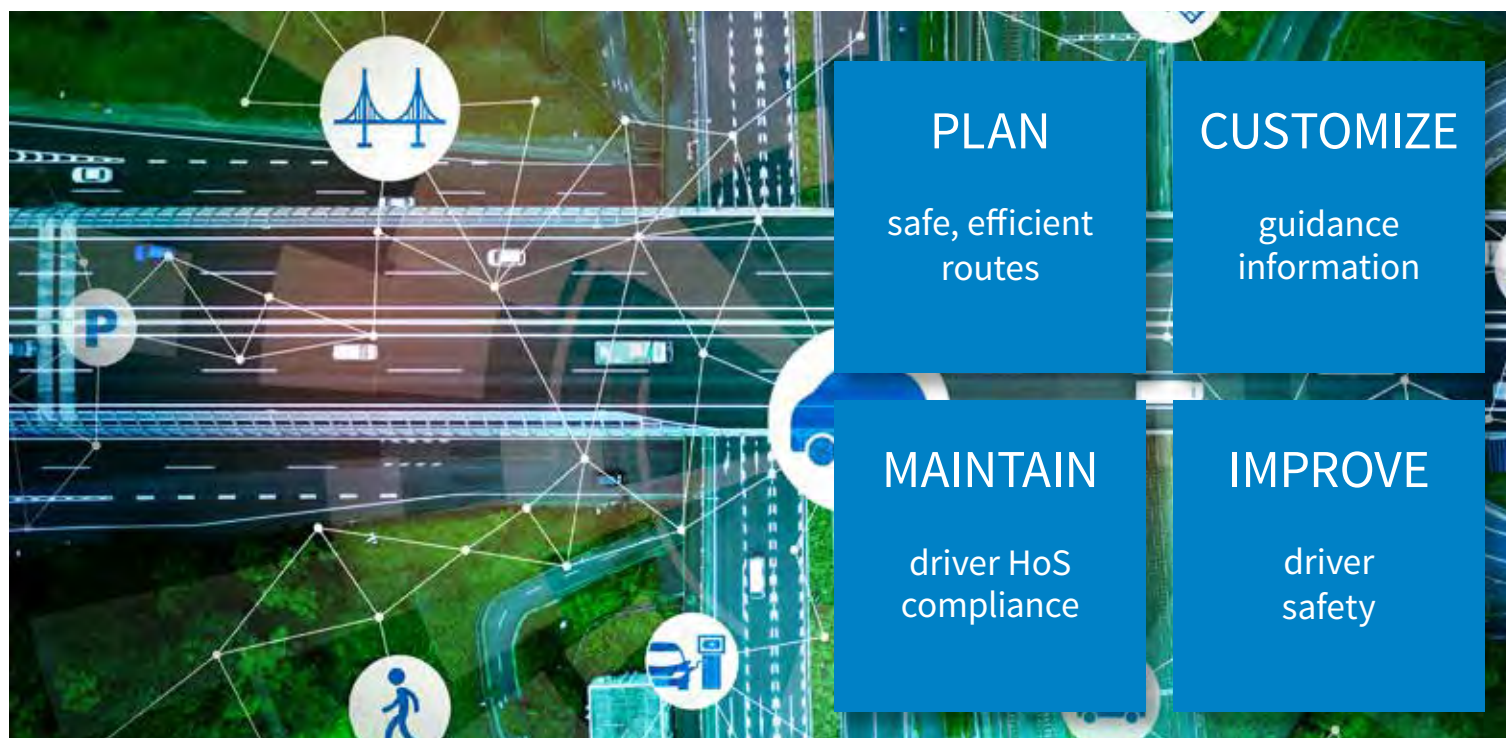 P
PLAN
safe, efficient
routes
CUSTOMIZE
guidance
information
MAINTAIN
driver HoS
compliance
IMPROVE
driver
safety